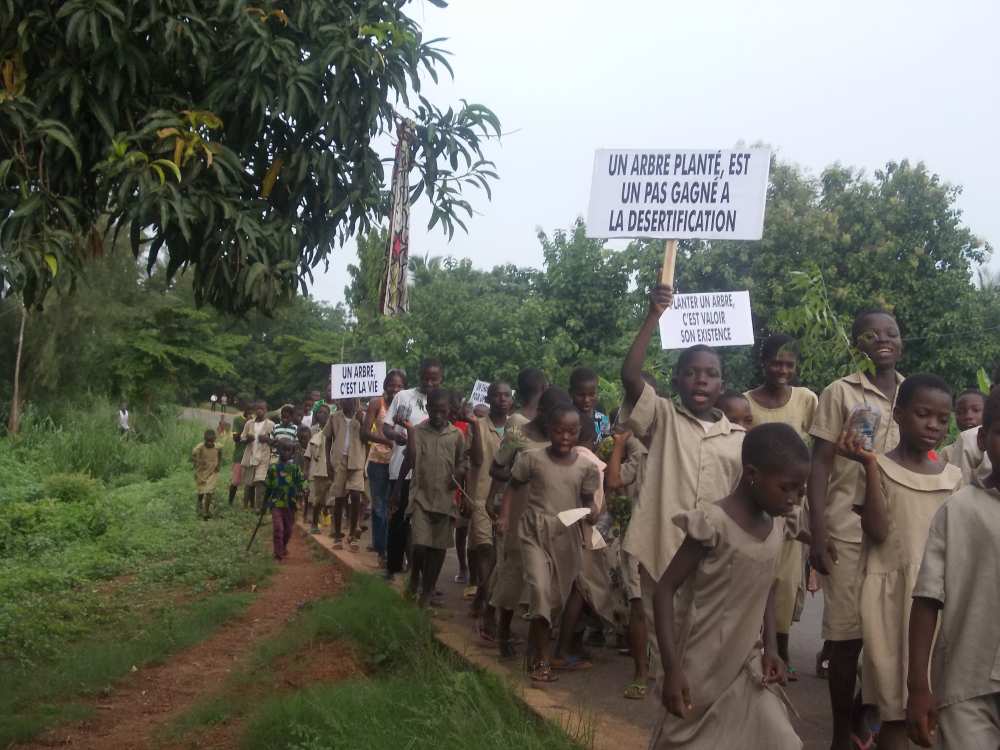 UN ARBRE PLANTÉ, EST
UN PAS GAGNÉ A
LA DESERTIFICATION
PLANTER UN ARBRE,
C'EST VALOIR
SON EXISTENCE
UN ARBRE,
C'EST LA VIE